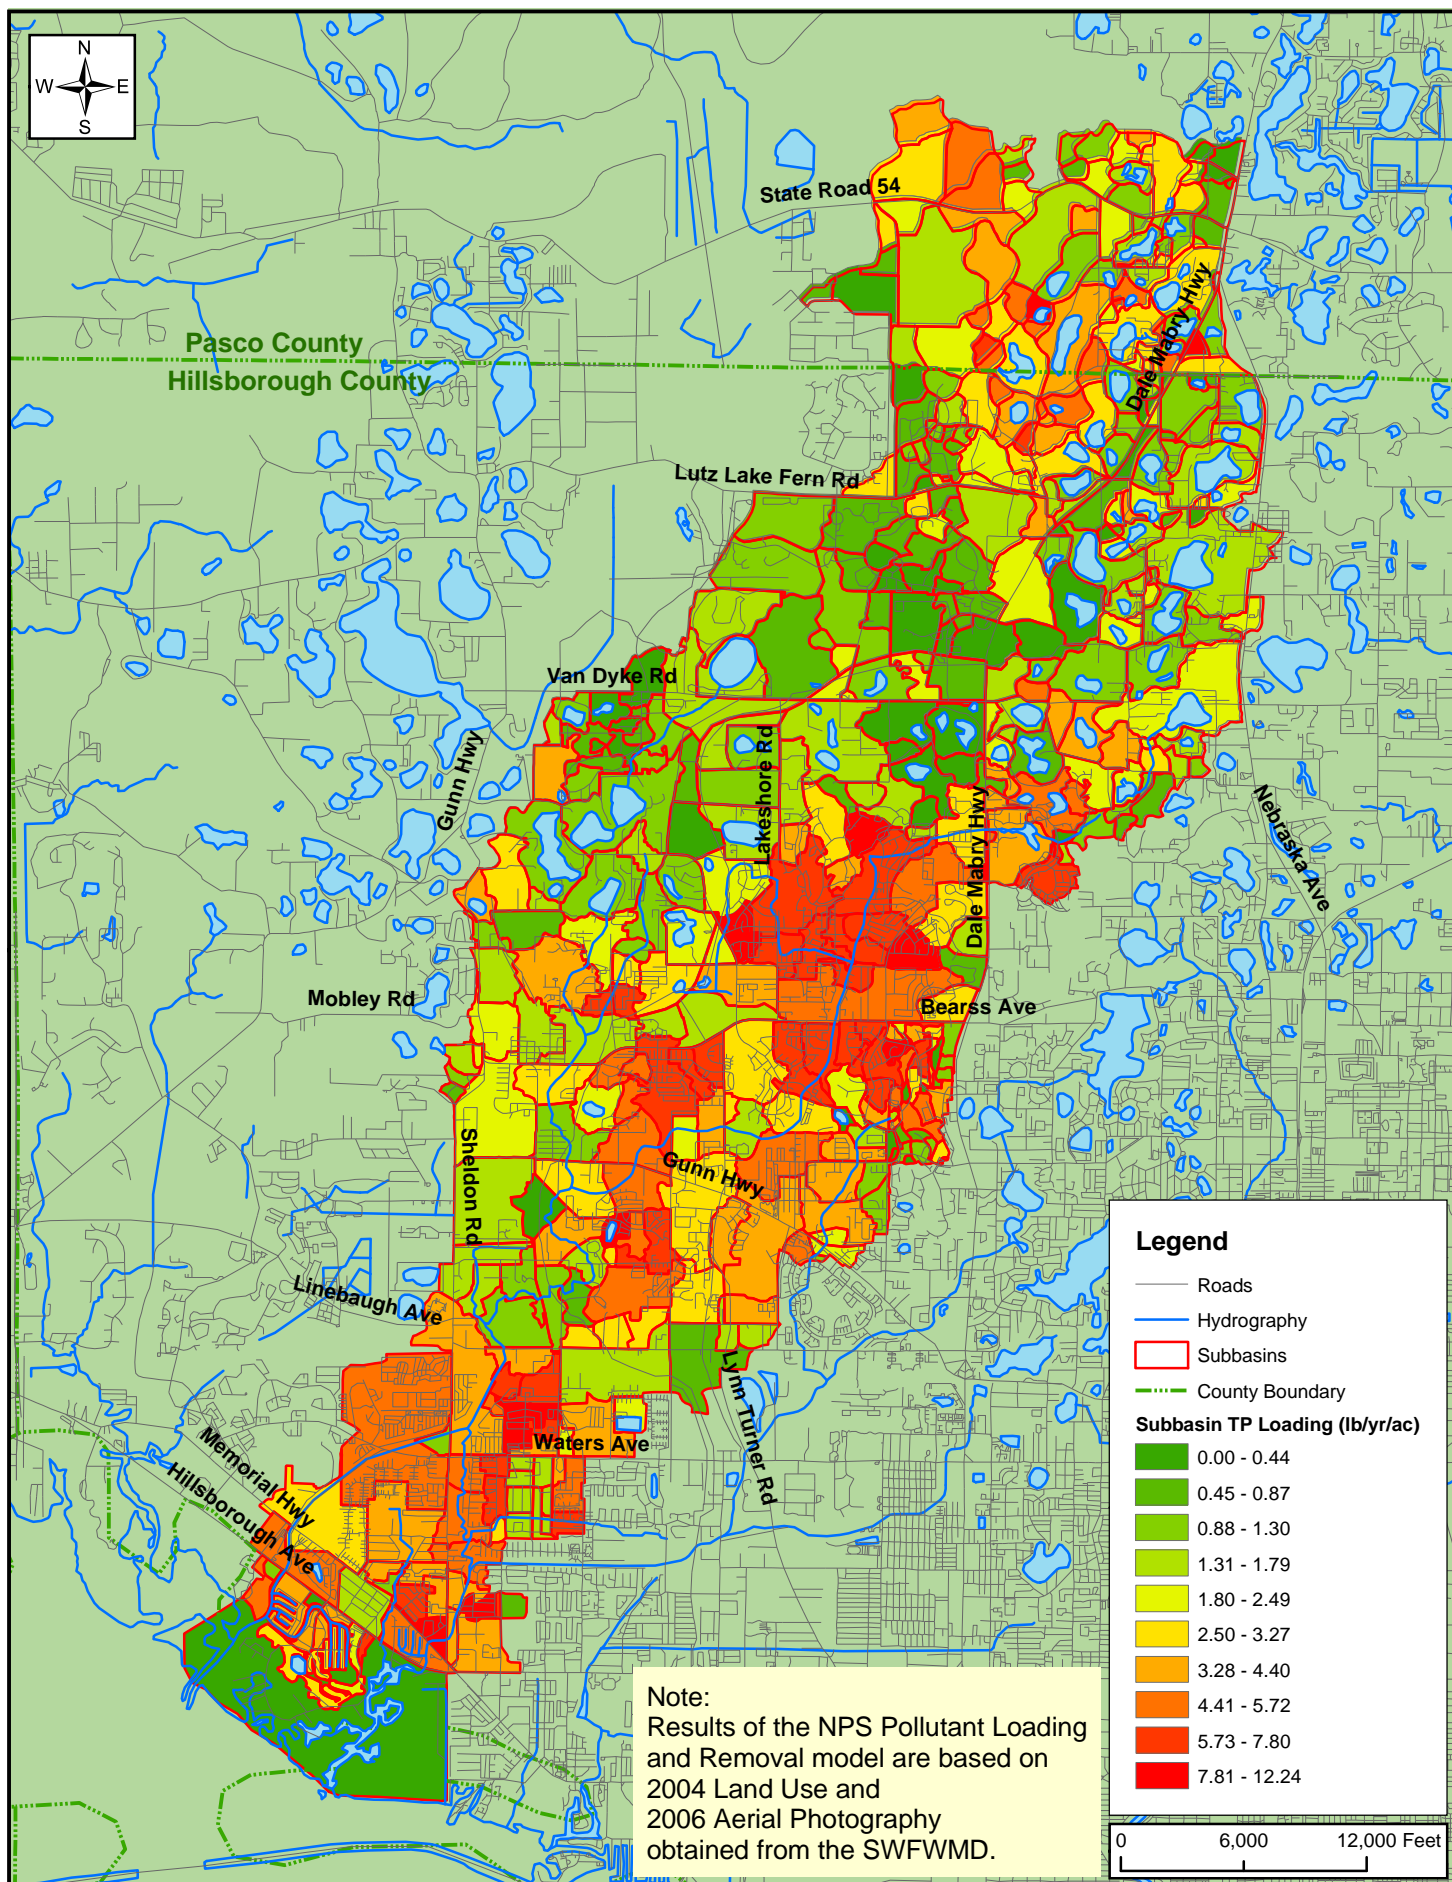 N
W E
S
State Road 54
Pasco County
Hillsborough County
Dale Mabry Hwy
Lutz Lake Fern Rd
Van Dyke Rd
Gunn Hwy
Lakeshore Rd
Dale Mabry Hwy
Nebraska Ave
Mobley Rd
Bearss Ave
Sheldon Rd
Gunn Hwy
Linebaugh Ave
Lynn Turner Rd
Waters Ave
Memorial Hwy
Hillsborough Ave
Legend
Roads
Hydrography
Subbasins
County Boundary
Subbasin TP Loading (lb/yr/ac)
0.00 - 0.44
0.45 - 0.87
0.88 - 1.30
1.31 - 1.79
1.80 - 2.49
2.50 - 3.27
3.28 - 4.40
4.41 - 5.72
5.73 - 7.80
7.81 - 12.24
Note:
Results of the NPS Pollutant Loading
and Removal model are based on
2004 Land Use and
2006 Aerial Photography
obtained from the SWFWMD.
0 6,000 12,000 Feet